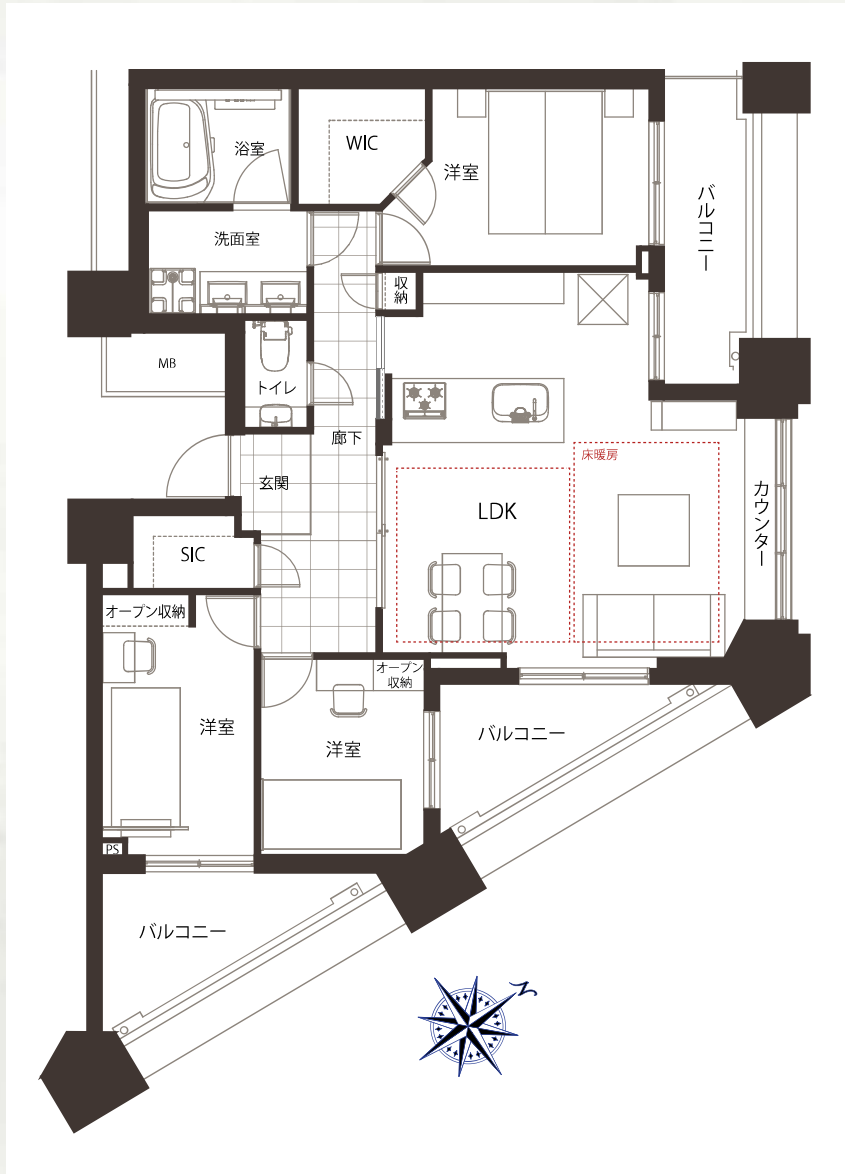 浴室
WIC
洋室
バルコニー
洗面室
収納
MB
トイレ
廊下
床暖房
玄関
LDK
カウンター
SIC
オープン収納
オープン
収納
洋室
洋室
バルコニー
PS
バルコニー